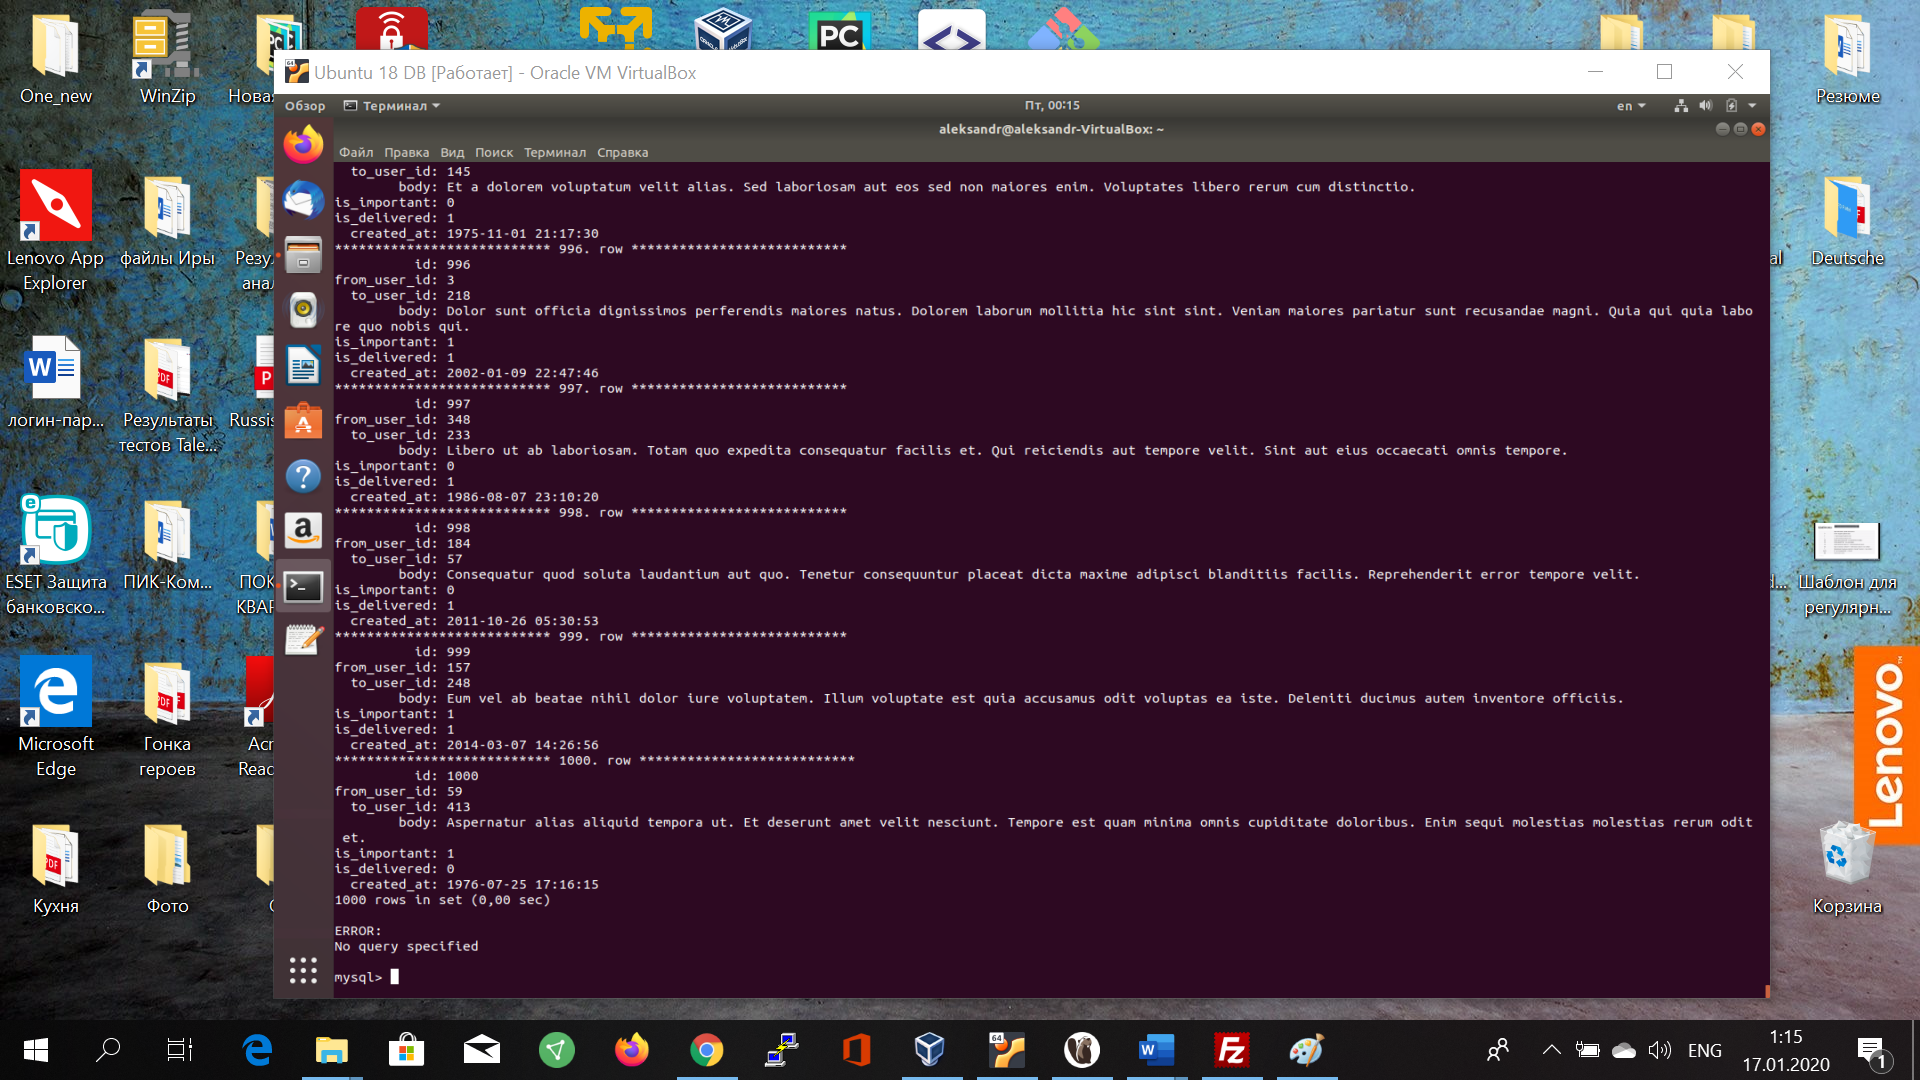 One_new
WinZip
Новая
Резюме
Lenovo App
Explorer
файлы Иры
Резу
анал
Deutsche
логин-пар...
Результаты
тестов Tale...
Russis
ESET Защита
банковско...
ПИК-Ком...
ПОК
КВАР
Шаблон для
регулярн...
Microsoft
Edge
Гонка
героев
Acr
Reac
Кухня
Фото
Корзина
Lenovo
PC
Ubuntu 18 DB [Работает] - Oracle VM VirtualBox
Обзор
Терминал
Пт, 00:15
en
aleksandr@aleksandr-VirtualBox: ~
Файл Правка Вид Поиск Терминал Справка
to_user_id: 145
body: Et a dolorem voluptatum velit alias. Sed laboriosam aut eos sed non maiores enim. Voluptates libero rerum cum distinctio.
is_important: 0
is_delivered: 1
created_at: 1975-11-01 21:17:30
*************************** 996. row ***************************
id: 996
from_user_id: 3
to_user_id: 218
body: Dolor sunt officia dignissimos perferendis maiores natus. Dolorem laborum mollitia hic sint sint. Veniam maiores pariatur sunt recusandae magni. Quia qui quia labo
re quo nobis qui.
is_important: 1
is_delivered: 1
created_at: 2002-01-09 22:47:46
*************************** 997. row ***************************
id: 997
from_user_id: 348
to_user_id: 233
body: Libero ut ab laboriosam. Totam quo expedita consequatur facilis et. Qui reiciendis aut tempore velit. Sint aut eius occaecati omnis tempore.
is_important: 0
is_delivered: 1
created_at: 1986-08-07 23:10:20
*************************** 998. row ***************************
id: 998
from_user_id: 184
to_user_id: 57
body: Consequatur quod soluta laudantium aut quo. Tenetur consequuntur placeat dicta maxime adipisci blanditiis facilis. Reprehenderit error tempore velit.
is_important: 0
is_delivered: 1
created_at: 2011-10-26 05:30:53
*************************** 999. row ***************************
id: 999
from_user_id: 157
to_user_id: 248
body: Eum vel ab beatae nihil dolor iure voluptatem. Illum voluptate est quia accusamus odit voluptas ea iste. Deleniti ducimus autem inventore officiis.
is_important: 1
is_delivered: 1
created_at: 2014-03-07 14:26:56
*************************** 1000. row ***************************
id: 1000
from_user_id: 59
to_user_id: 413
body: Aspernatur alias aliquid tempora ut. Et deserunt amet velit nesciunt. Tempore est quam minima omnis cupiditate doloribus. Enim sequi molestias molestias rerum odit
et.
is_important: 1
is_delivered: 0
created_at: 1976-07-25 17:16:15
1000 rows in set (0,00 sec)
ERROR:
No query specified
mysql>
ENG
1:15
17.01.2020
1